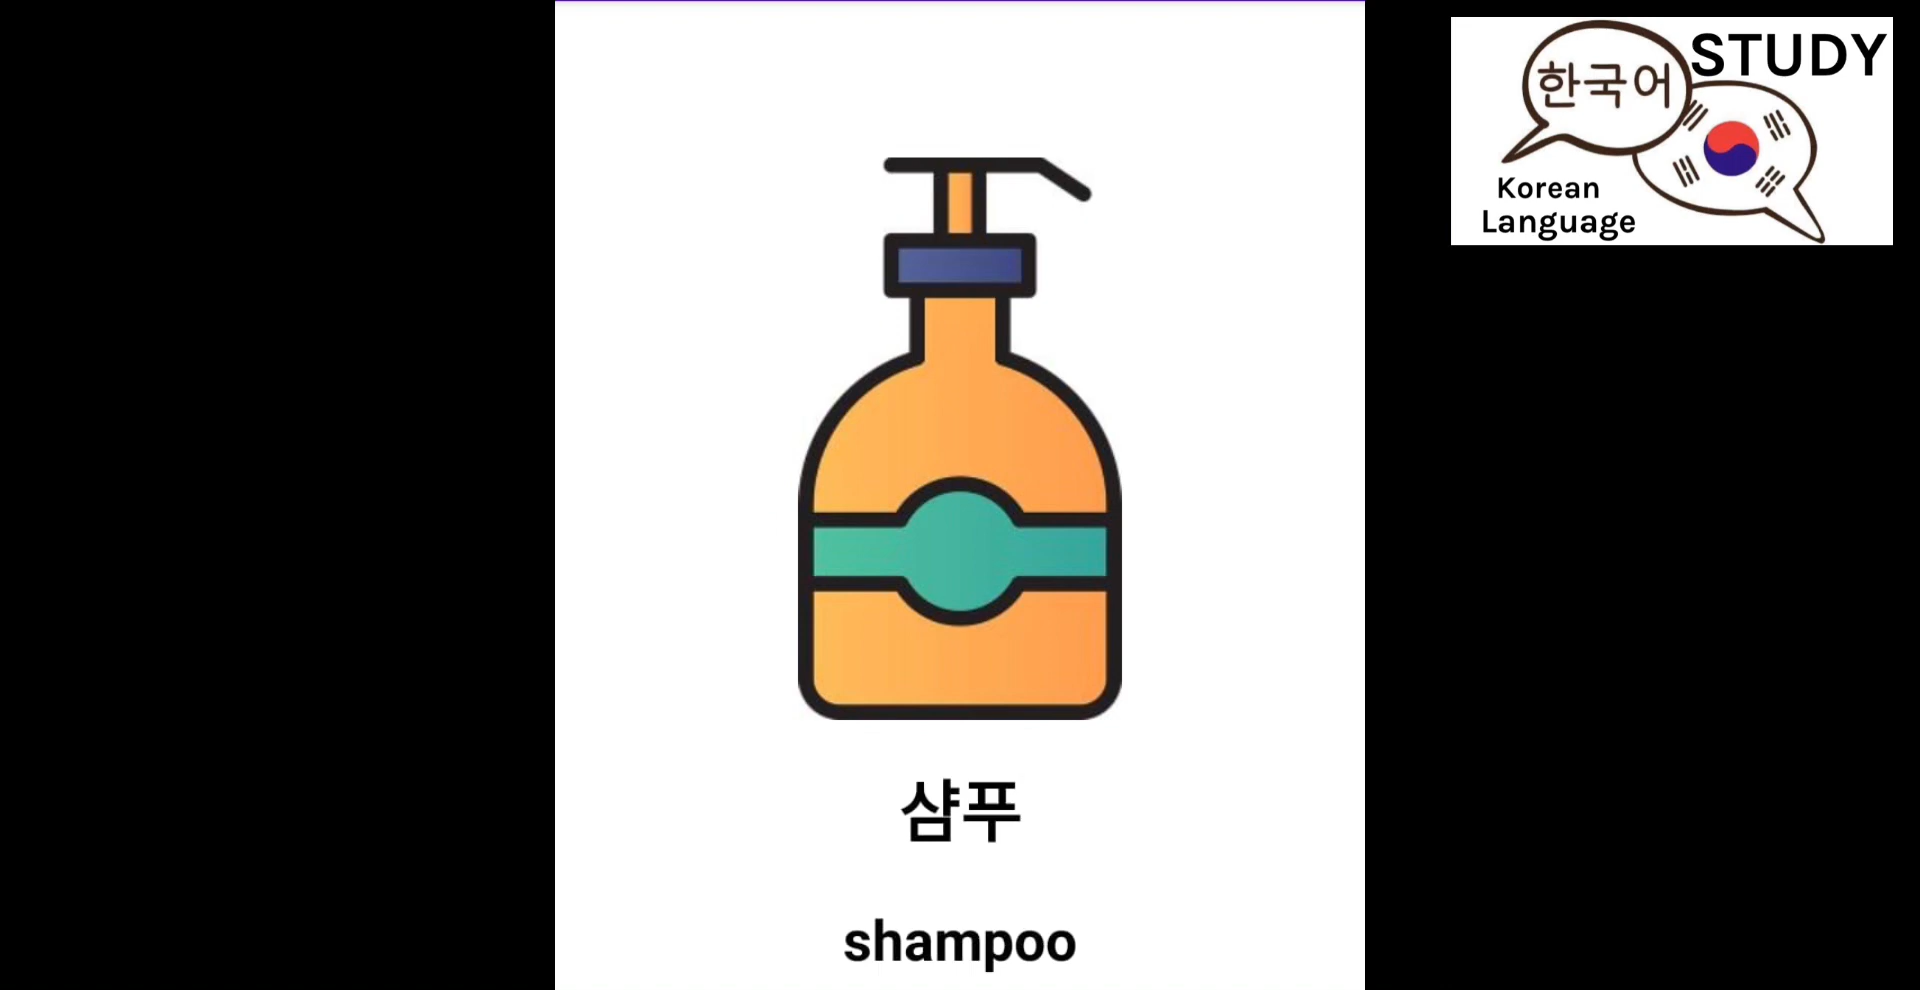 한국어
STUDY
Korean
Language
샴푸
shampoo